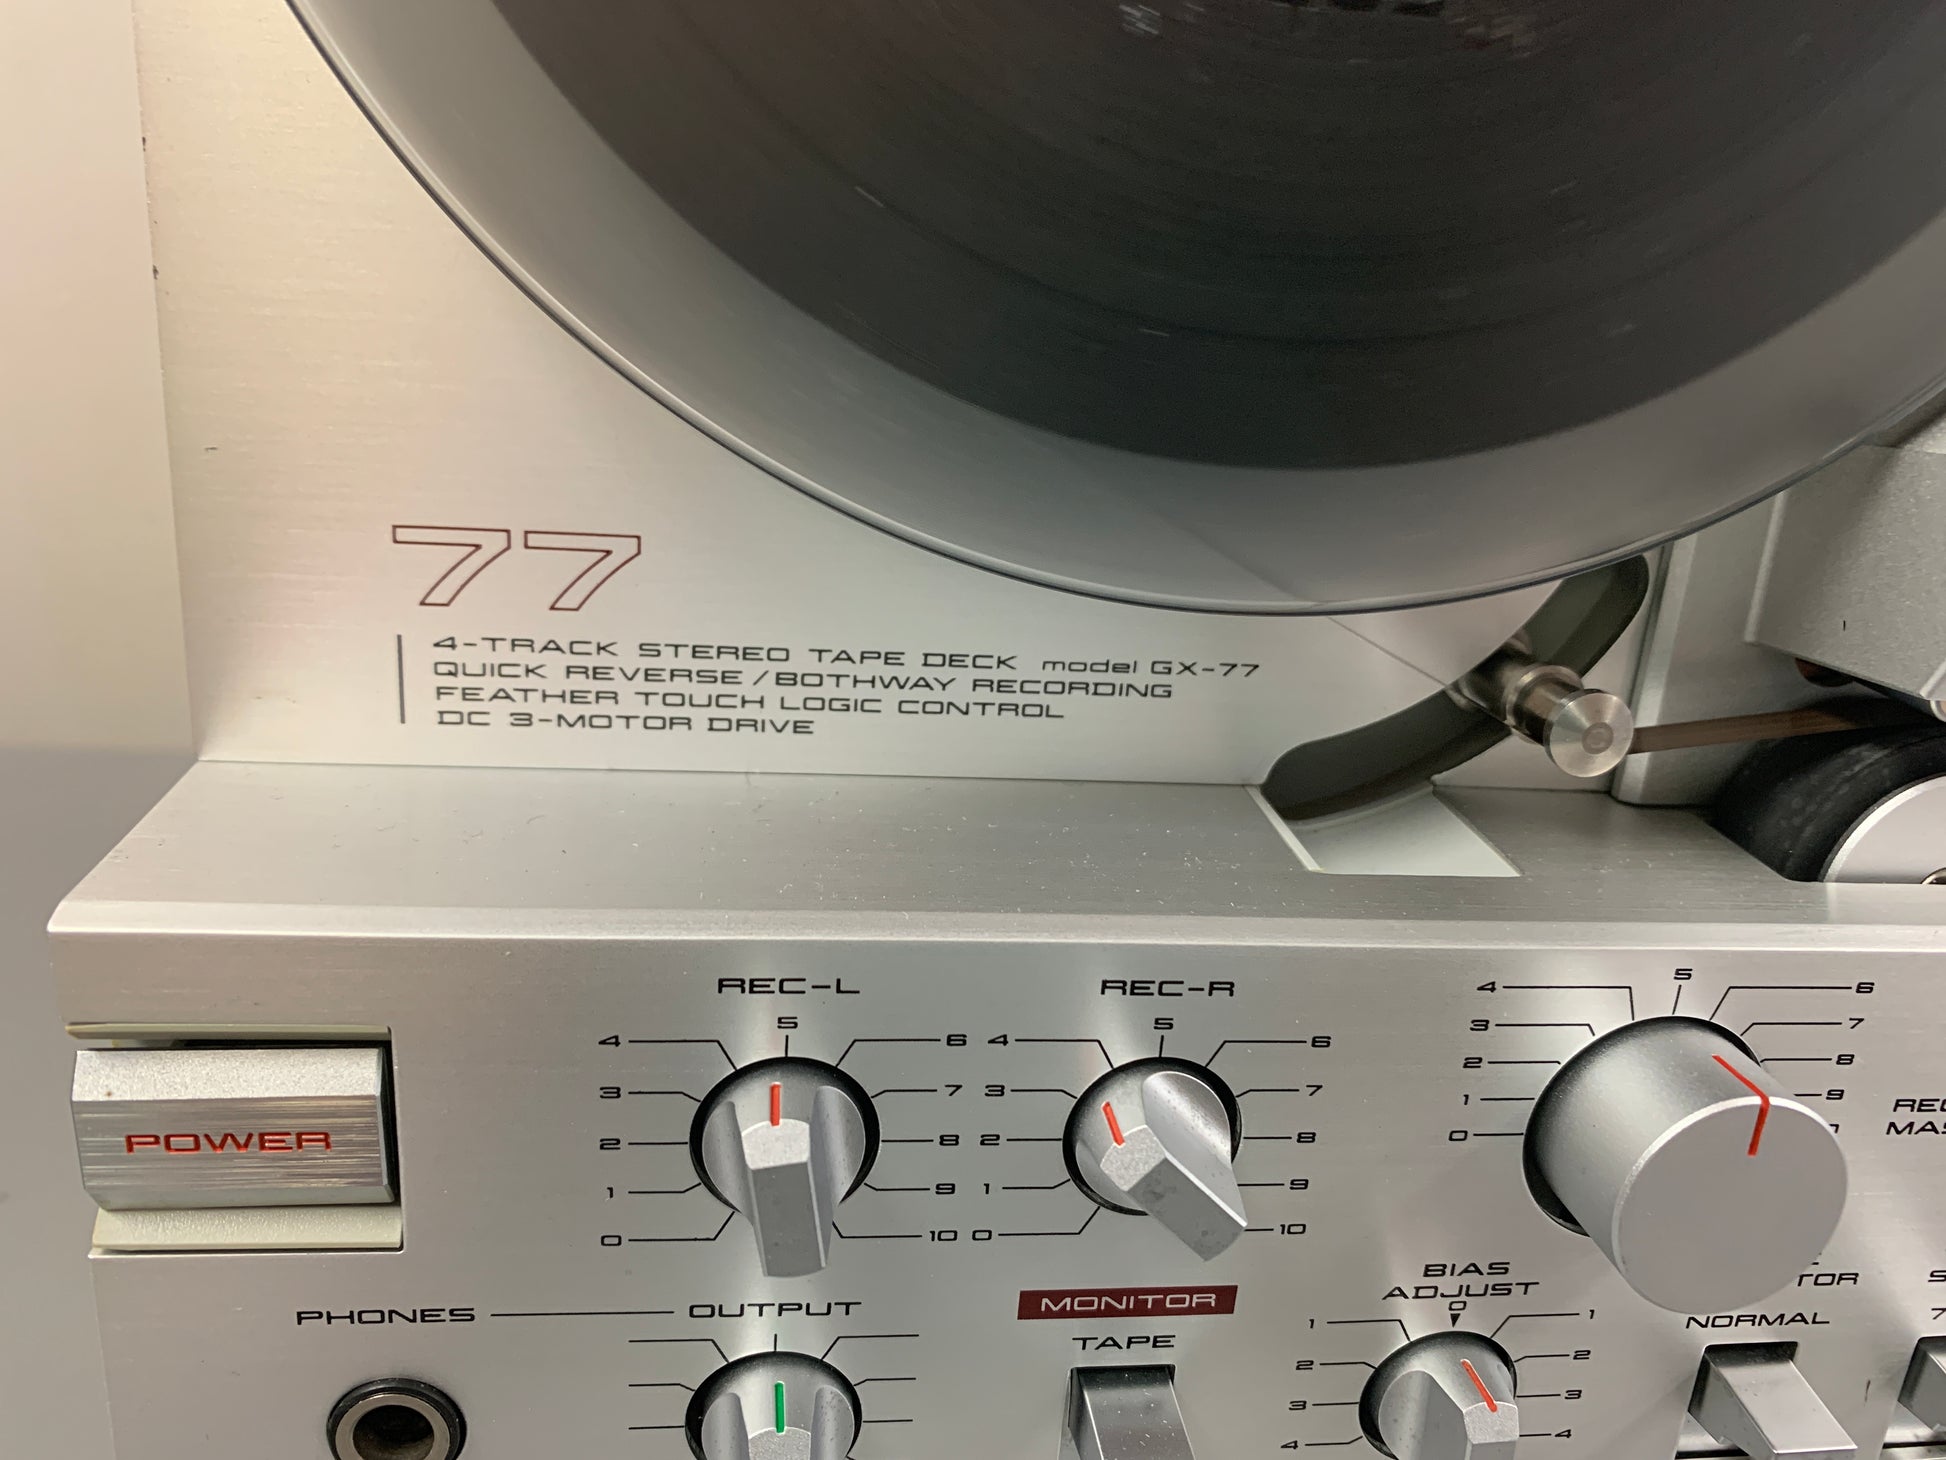 77
4-TRACK STEREO TAPE DECK model GX-77
QUICK REVERSE/BOTHWAY RECORDING
FEATHER TOUCH LOGIC CONTROL
DC 3-MOTOR DRIVE
POWER
REC-L
5
4 6
3 7
2 8
1 9
0 10
REC-R
5
4 6
3 7
2 8
1 9
0 10
5
4 6
3 7
2 8
1 9
0
PHONES OUTPUT
MONITOR
TAPE
BIAS
ADJUST
0
1 1
2 2
3 3
4 4
NORMAL